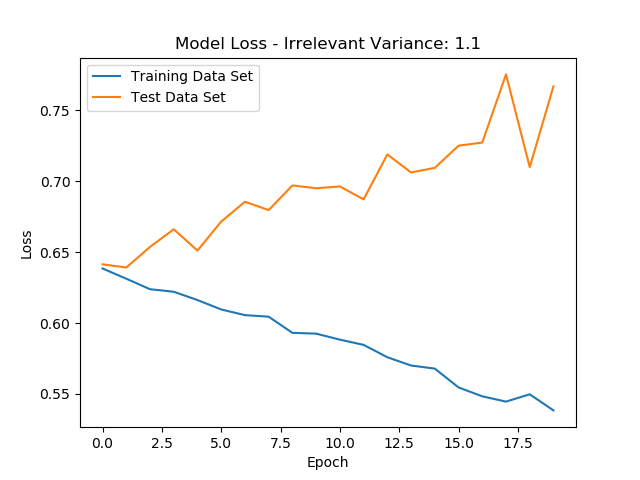 Model Loss - Irrelevant Variance: 1.1
Training Data Set
Test Data Set
0.75
0.70
0.65
0.60
0.55
Loss
0.0 2.5 5.0 7.5 10.0 12.5 15.0 17.5
Epoch